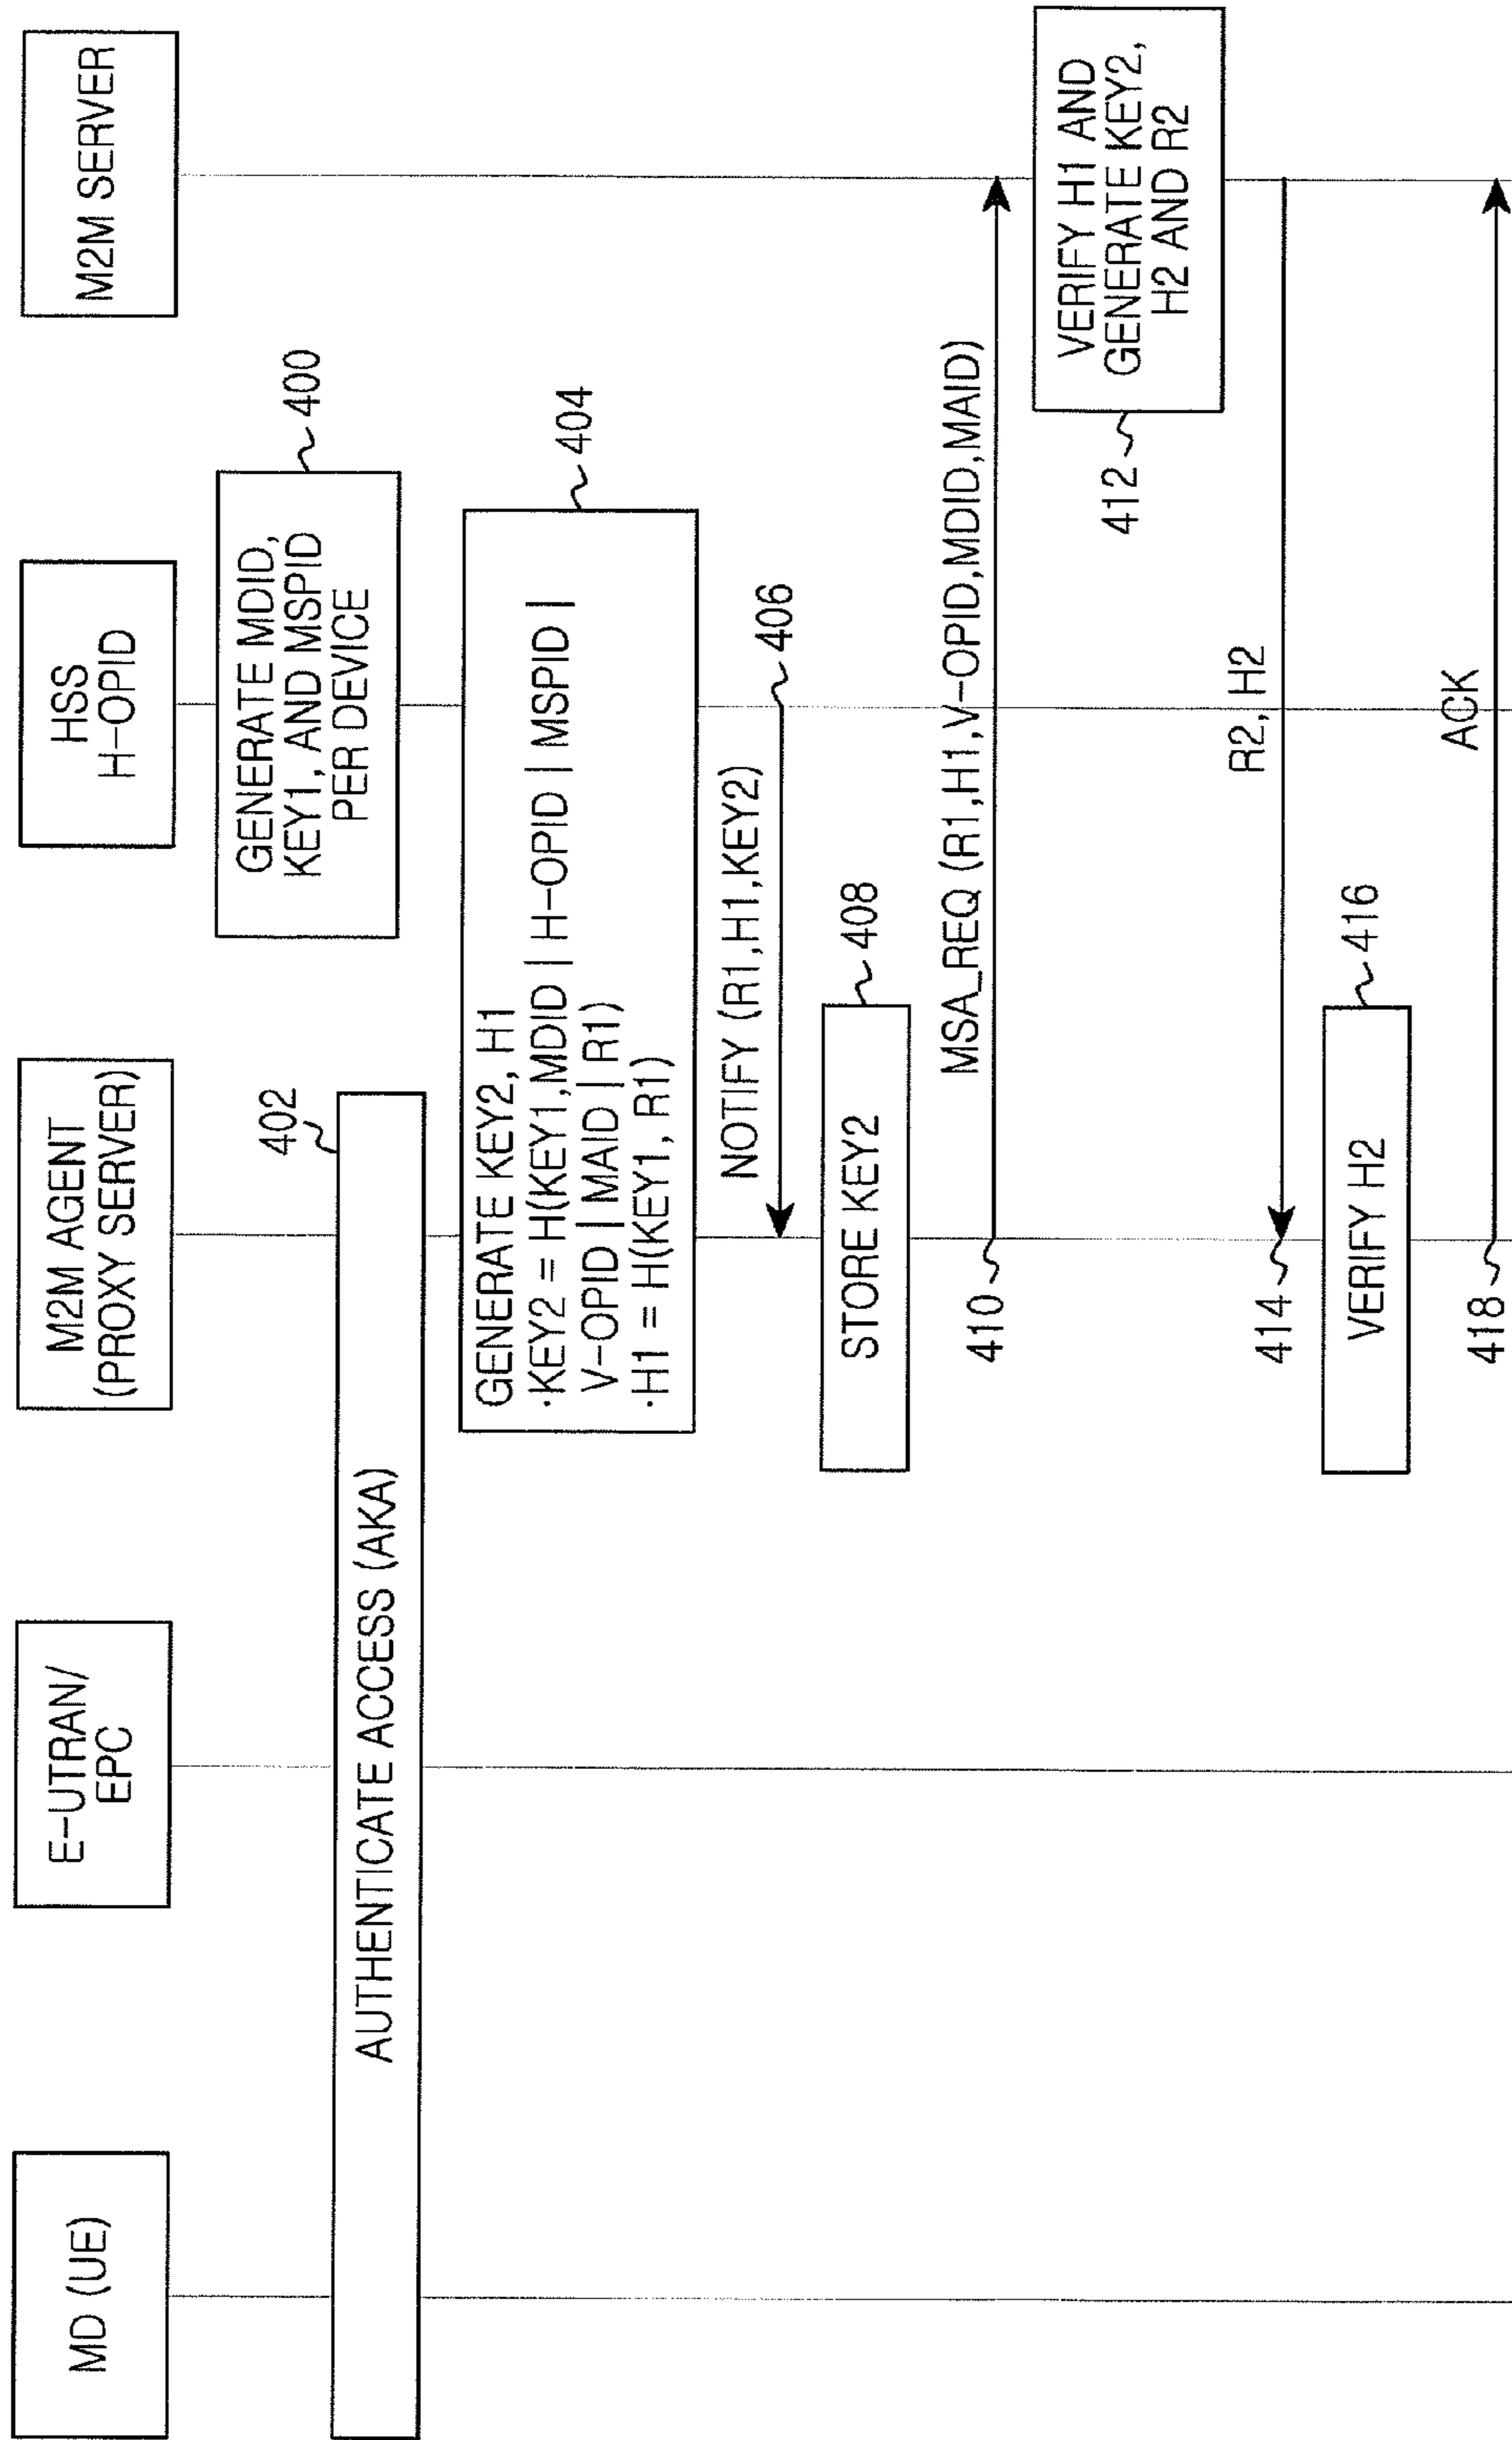 MD (UE)
E-UTRAN/
EPC
M2M AGENT
(PROXY SERVER)
HSS
H-OPID
M2M SERVER
GENERATE MDID,
KEY1, AND MSPID
PER DEVICE
400
402
AUTHENTICATE ACCESS (AKA)
404
GENERATE KEY2, H1
·KEY2 = H(KEY1,MDID | H-OPID | MSPID |
V-OPID | MAID | R1)
·H1 = H(KEY1, R1)
NOTIFY (R1,H1,KEY2)
406
STORE KEY2
408
MSA_REQ (R1,H1,V-OPID,MDID,MAID)
410
VERIFY H1 AND
GENERATE KEY2,
H2 AND R2
412
R2, H2
414
VERIFY H2
416
ACK
418